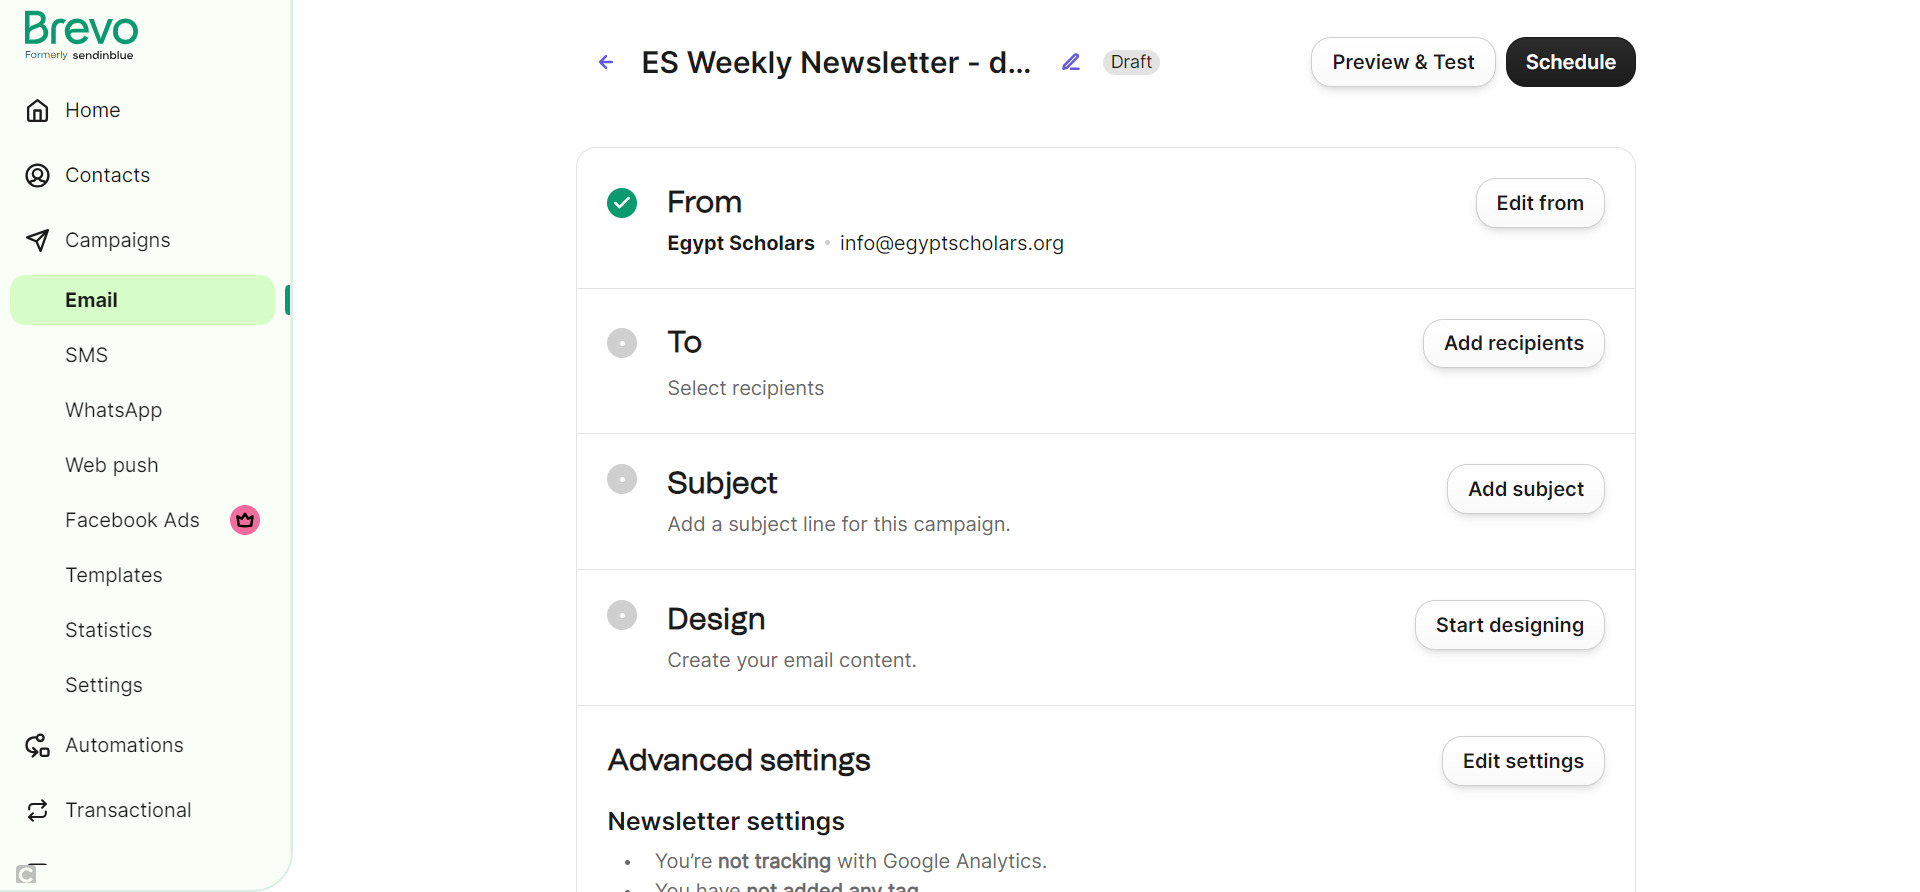 Brevo
Formerly sendinblue
Home
Contacts
Campaigns
Email
SMS
WhatsApp
Web push
Facebook Ads
Templates
Statistics
Settings
Automations
Transactional
C
ES Weekly Newsletter - d...
Draft
Preview & Test
Schedule
From
Egypt Scholars • info@egyptscholars.org
Edit from
To
Select recipients
Add recipients
Subject
Add a subject line for this campaign.
Add subject
Design
Create your email content.
Start designing
Advanced settings
Edit settings
Newsletter settings
• You’re not tracking with Google Analytics.
• You have not added any tag.